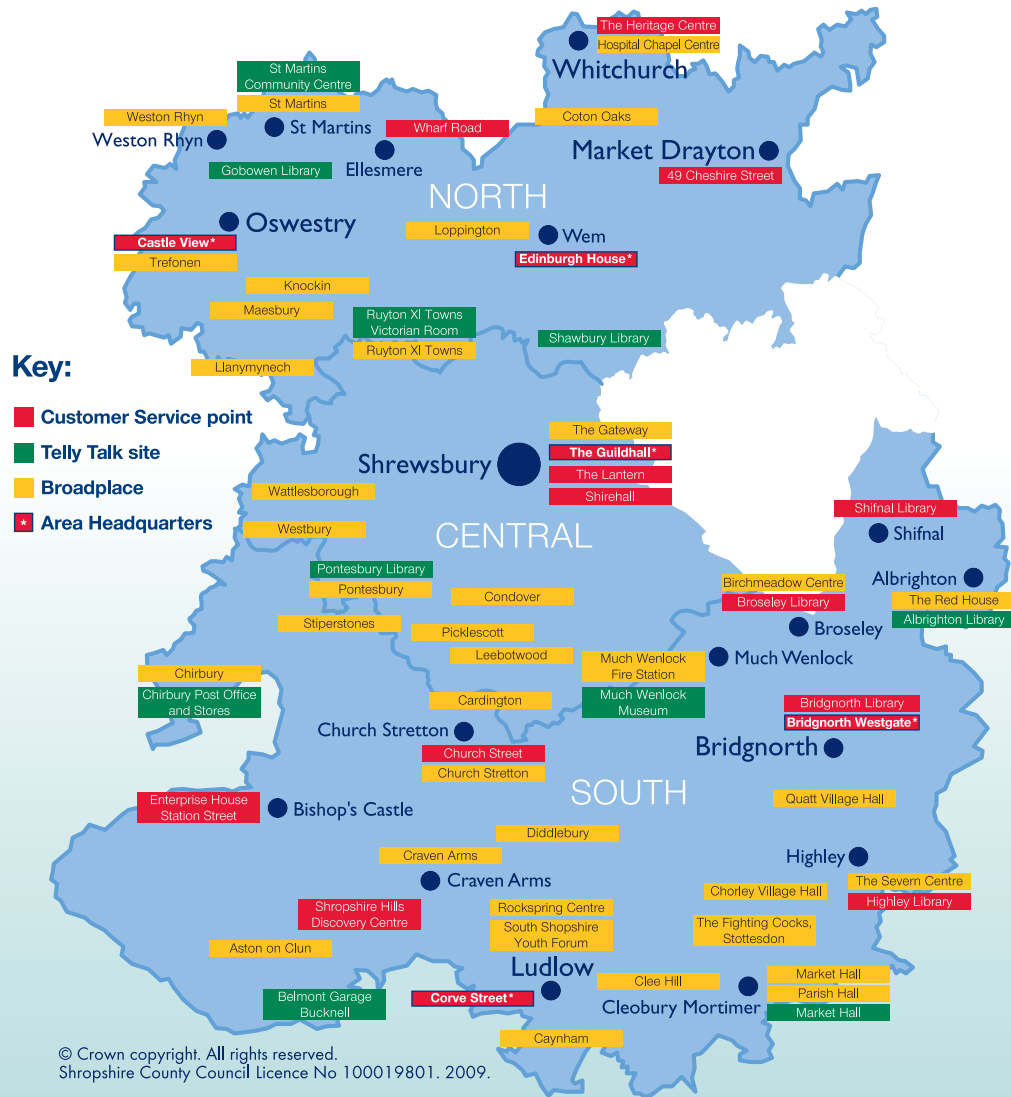 The Heritage Centre
Hospital Chapel Centre
Whitchurch
St Martins
Community Centre
St Martins
St Martins
Weston Rhyn
Weston Rhyn
Wharf Road
Ellesmere
Coton Oaks
Market Drayton
49 Cheshire Street
Gobowen Library
NORTH
Oswestry
Castle View*
Trefonen
Loppington
Wem
Edinburgh House*
Knockin
Maesbury
Ruyton XI Towns
Victorian Room
Ruyton XI Towns
Shawbury Library
Llanymynech
Key:
Customer Service point
Telly Talk site
Broadplace
* Area Headquarters
Shrewsbury
The Gateway
The Guildhall*
The Lantern
Shirehall
Wattlesborough
Westbury
CENTRAL
Shifnal Library
Shifnal
Pontesbury Library
Pontesbury
Condover
Birchmeadow Centre
Broseley Library
Broseley
Albrighton
The Red House
Albrighton Library
Stiperstones
Picklescott
Leebotwood
Much Wenlock
Fire Station
Much Wenlock
Museum
Much Wenlock
Chirbury
Chirbury Post Office
and Stores
Cardington
Church Stretton
Church Street
Church Stretton
Bridgnorth Library
Bridgnorth Westgate*
Bridgnorth
SOUTH
Enterprise House
Station Street
Bishop's Castle
Quatt Village Hall
Diddlebury
Craven Arms
Craven Arms
Highley
The Severn Centre
Highley Library
Chorley Village Hall
Shropshire Hills
Discovery Centre
Rockspring Centre
South Shopshire
Youth Forum
The Fighting Cocks,
Stottesdon
Aston on Clun
Ludlow
Corve Street*
Clee Hill
Cleobury Mortimer
Market Hall
Parish Hall
Market Hall
Belmont Garage
Bucknell
Caynham
© Crown copyright. All rights reserved.
Shropshire County Council Licence No 100019801. 2009.